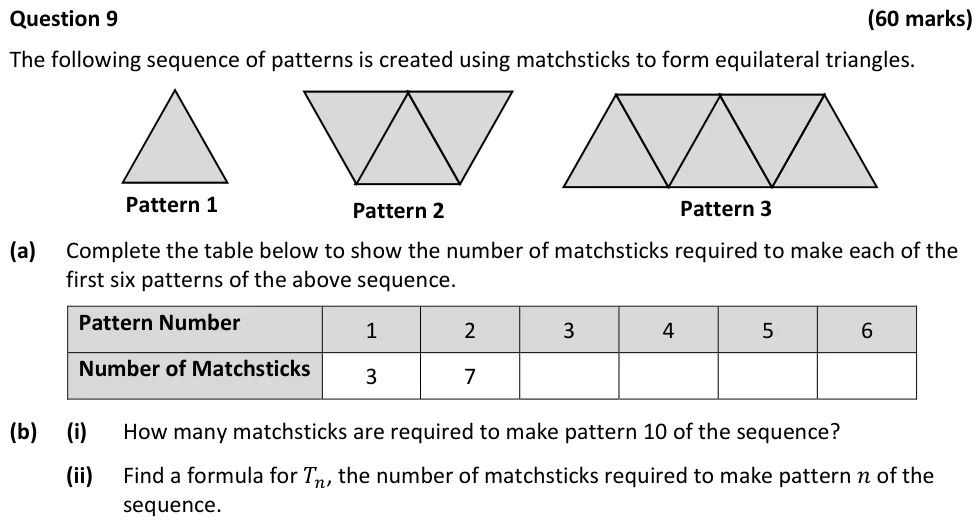 Question 9 (60 marks)
The following sequence of patterns is created using matchsticks to form equilateral triangles.
Pattern 1 Pattern 2 Pattern 3
(a) Complete the table below to show the number of matchsticks required to make each of the
first six patterns of the above sequence.
Pattern Number 1 2 3 4 5 6
Number of Matchsticks 3 7
(b) (i) How many matchsticks are required to make pattern 10 of the sequence?
(ii) Find a formula for Tₙ, the number of matchsticks required to make pattern n of the
sequence.